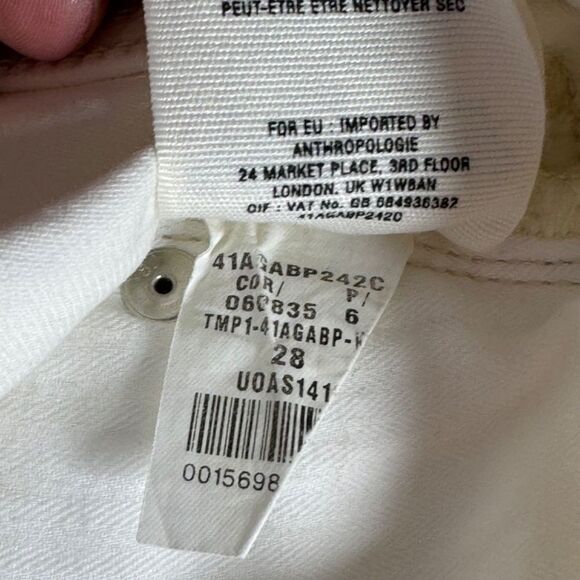 PEUT-ETRE ETRE NETTOYER SEC
FOR EU : IMPORTED BY
ANTHROPOLOGIE
24 MARKET PLACE, 3RD FLOOR
LONDON. UK W1W8AN
CIF : VAT No. GB 684936382
41AGABP242C
41AGABP242C
COR/ P/
060835 6
TMP1-41AGABP-
28
UOAS141
0015698